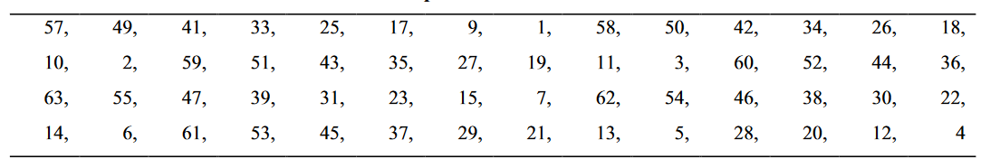 57, 49, 41, 33, 25, 17, 9, 1, 58, 50, 42, 34, 26, 18,
10, 2, 59, 51, 43, 35, 27, 19, 11, 3, 60, 52, 44, 36,
63, 55, 47, 39, 31, 23, 15, 7, 62, 54, 46, 38, 30, 22,
14, 6, 61, 53, 45, 37, 29, 21, 13, 5, 28, 20, 12, 4